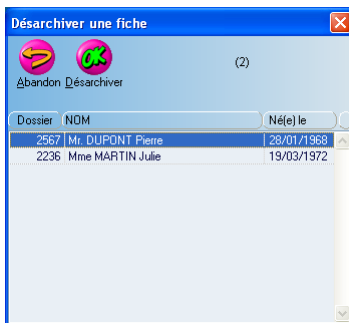 Désarchiver une fiche
OK
(2)
Abandon Désarchiver
Dossier NOM Né(e) le
2567 Mr. DUPONT Pierre 28/01/1968
2236 Mme MARTIN Julie 19/03/1972